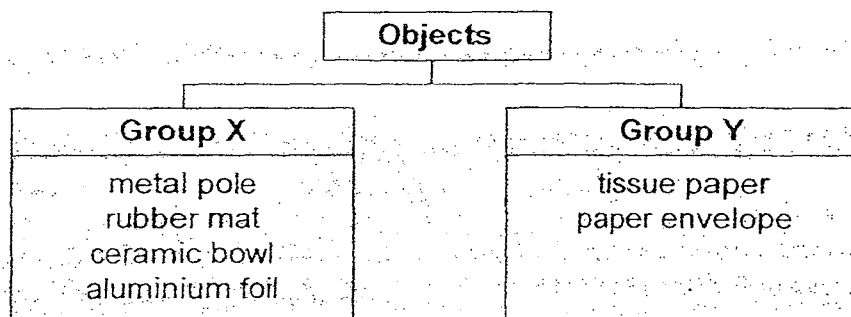 Objects
Group X
metal pole
rubber mat
ceramic bowl
aluminium foil
Group Y
tissue paper
paper envelope